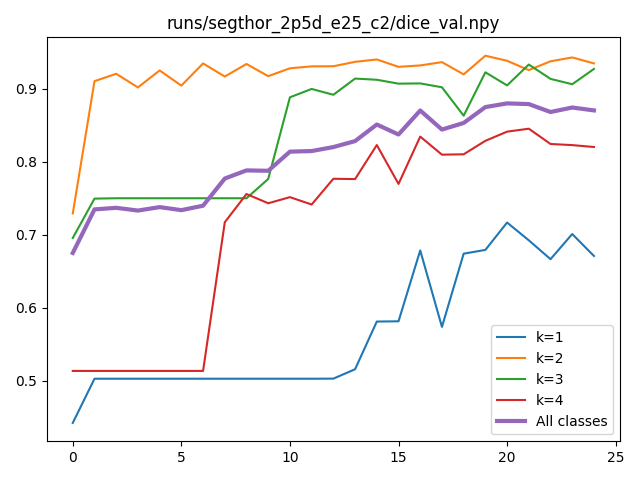 runs/segthor_2p5d_e25_c2/dice_val.npy
0.9
0.8
0.7
0.6
0.5
0
5
10
15
20
25
k=1
k=2
k=3
k=4
All classes